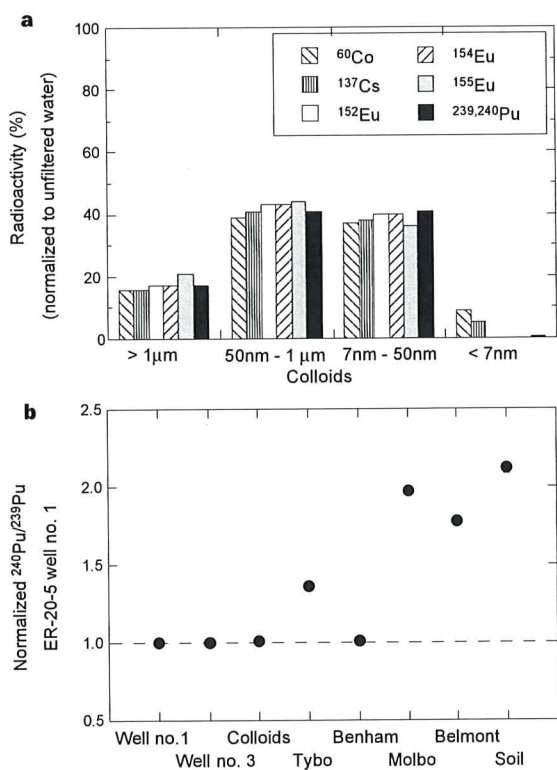 a
Radioactivity (%)
(normalized to unfiltered water)
100
80
60
40
20
0
⁶⁰Co
¹³⁷Cs
¹⁵²Eu
¹⁵⁴Eu
¹⁵⁵Eu
²³⁹,²⁴⁰Pu
> 1μm
50nm - 1 μm
7nm - 50nm
< 7nm
Colloids
b
Normalized ²⁴⁰Pu/²³⁹Pu
ER-20-5 well no. 1
2.5
2.0
1.5
1.0
0.5
Well no.1
Well no. 3
Colloids
Tybo
Benham
Molbo
Belmont
Soil